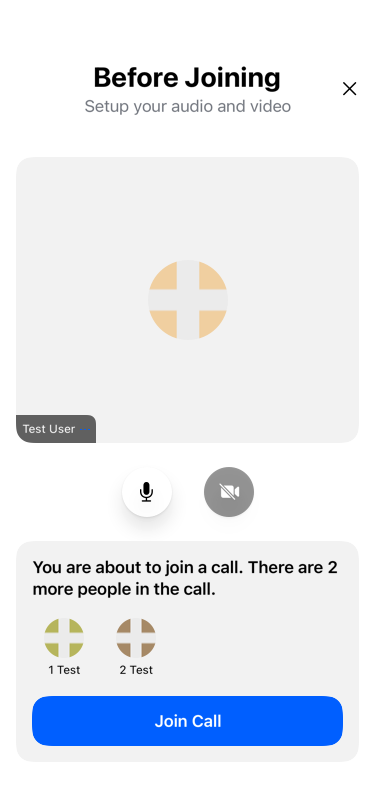 Before Joining
Setup your audio and video
Test User
You are about to join a call. There are 2
more people in the call.
1 Test
2 Test
Join Call